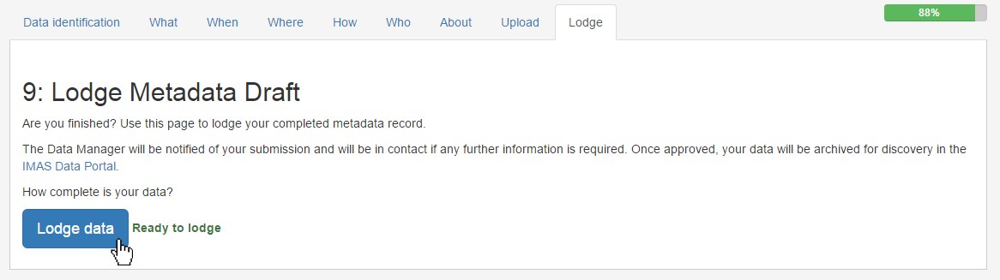 Data identification What When Where How Who About Upload Lodge 88%
9: Lodge Metadata Draft
Are you finished? Use this page to lodge your completed metadata record.
The Data Manager will be notified of your submission and will be in contact if any further information is required. Once approved, your data will be archived for discovery in the
IMAS Data Portal.
How complete is your data?
Lodge data Ready to lodge